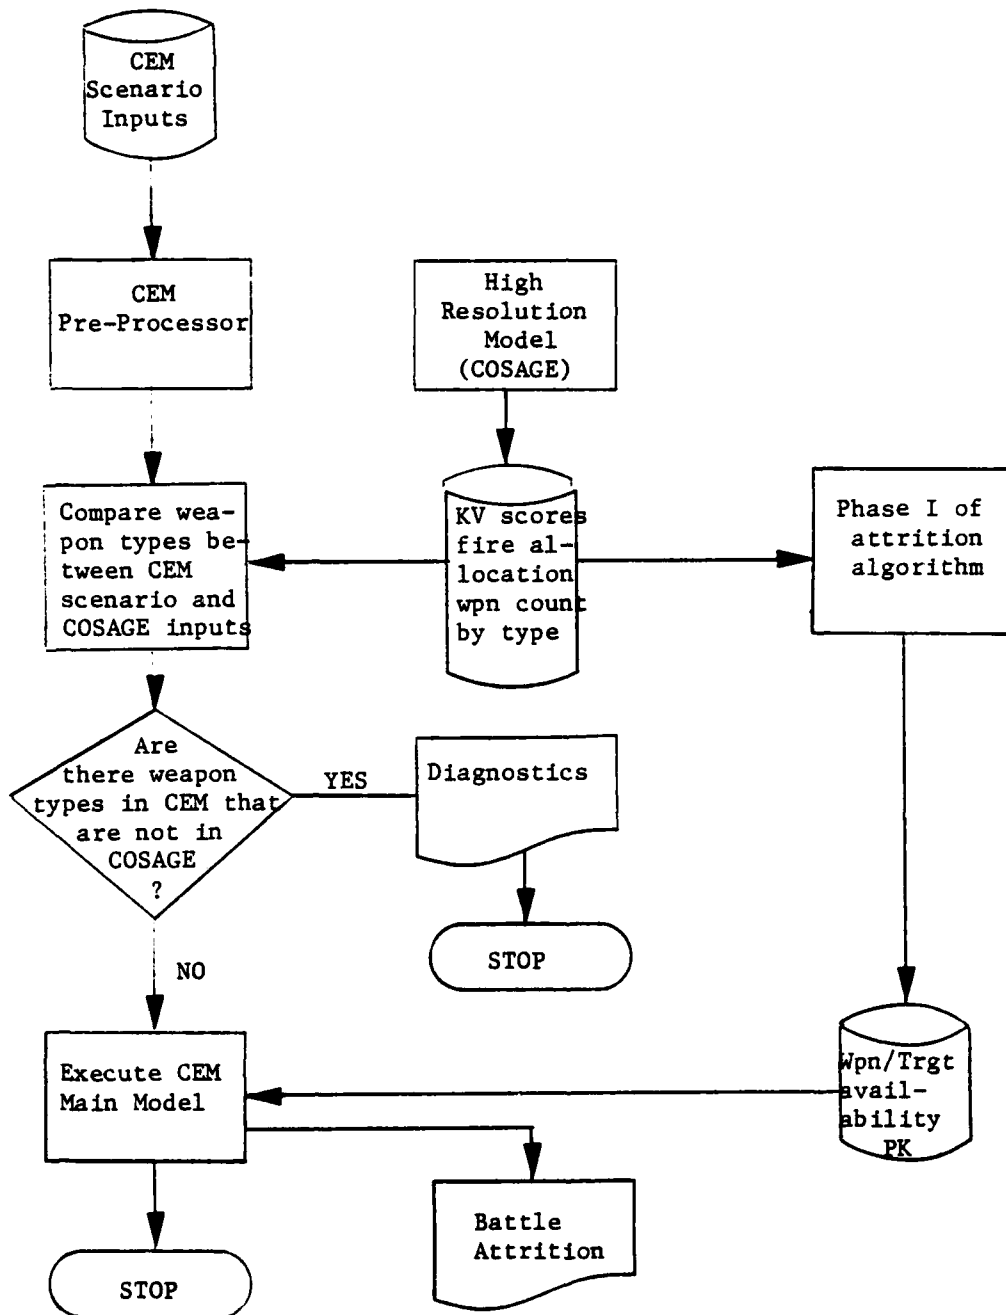 CEM
Scenario
Inputs
CEM
Pre-Processor
High
Resolution
Model
(COSAGE)
Compare wea-
pon types be-
tween CEM
scenario and
COSAGE inputs
KV scores
fire al-
location
wpn count
by type
Phase I of
attrition
algorithm
Are
there weapon
types in CEM that
are not in
COSAGE
?
YES
Diagnostics
STOP
NO
Execute CEM
Main Model
Wpn/Trgt
avail-
ability
PK
Battle
Attrition
STOP